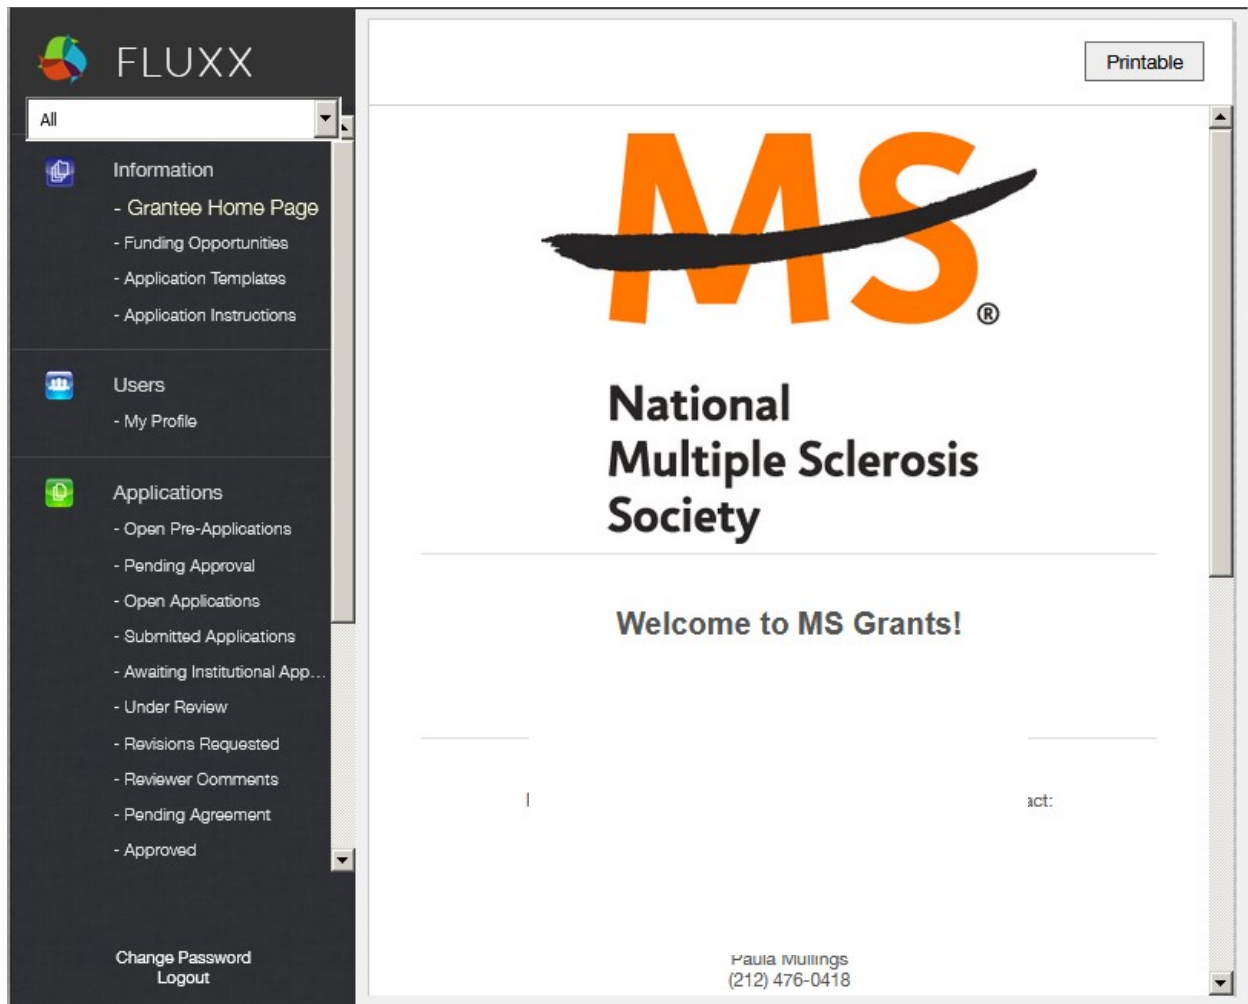 FLUXX
All
Information
- Grantee Home Page
- Funding Opportunities
- Application Templates
- Application Instructions
Users
- My Profile
Applications
- Open Pre-Applications
- Pending Approval
- Open Applications
- Submitted Applications
- Awaiting Institutional App...
- Under Review
- Revisions Requested
- Reviewer Comments
- Pending Agreement
- Approved
Change Password
Logout
Printable
MS®
National
Multiple Sclerosis
Society
Welcome to MS Grants!
Paula Mullings
(212) 476-0418